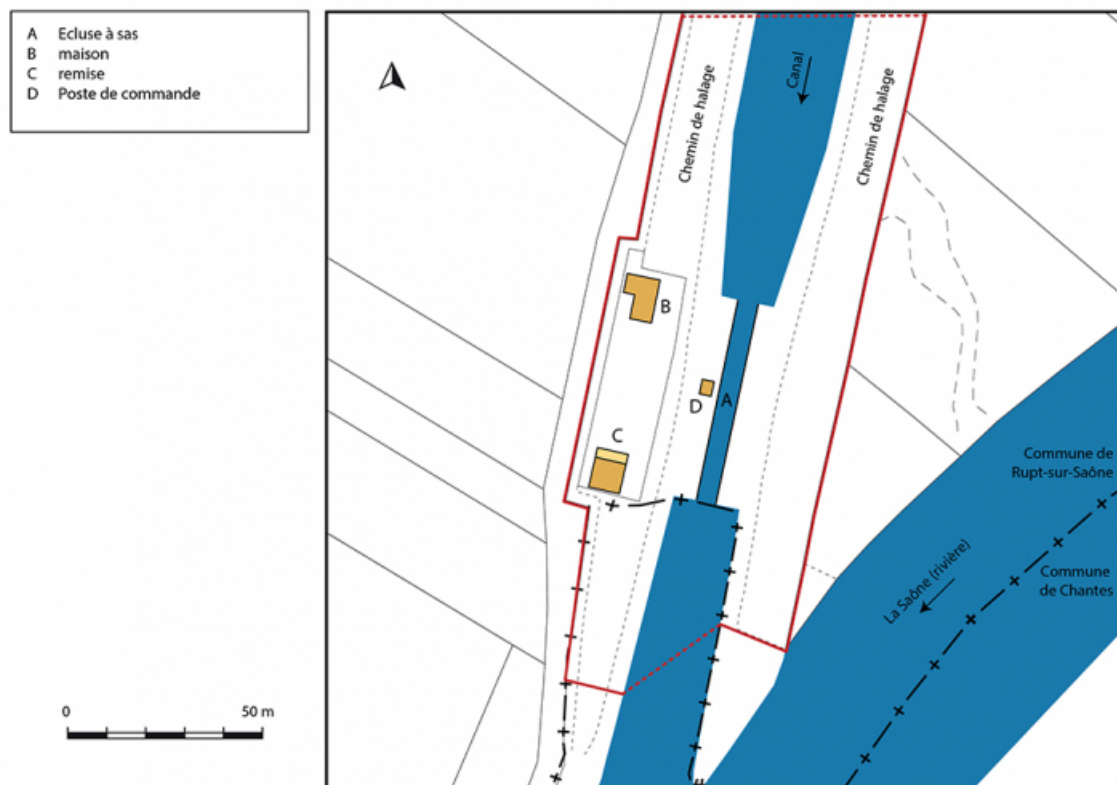 A Ecluse à sas
B maison
C remise
D Poste de commande
Canal
Chemin de halage
Chemin de halage
B
D
A
C
Commune de
Rupt-sur-Saône
La Saône (rivière)
Commune
de Chantes
0 50 m